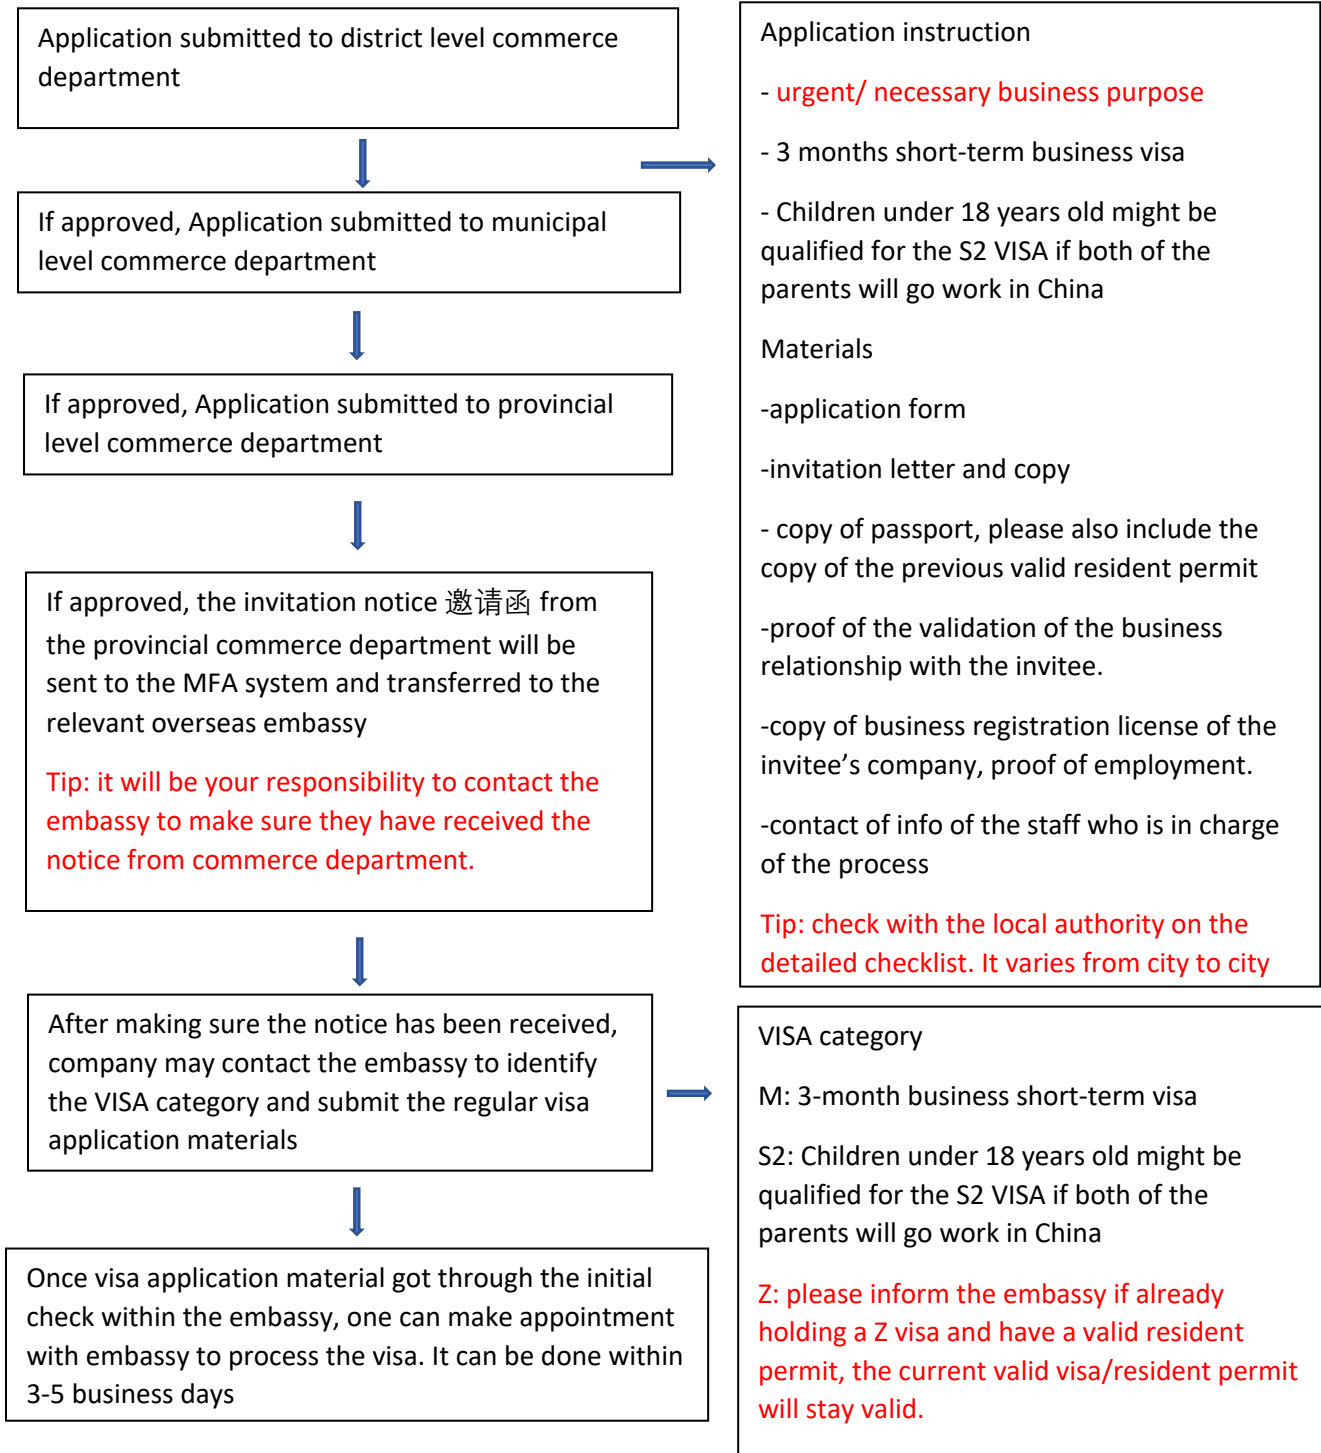 Application submitted to district level commerce
department
If approved, Application submitted to municipal
level commerce department
If approved, Application submitted to provincial
level commerce department
If approved, the invitation notice 邀请函 from
the provincial commerce department will be
sent to the MFA system and transferred to the
relevant overseas embassy
Tip: it will be your responsibility to contact the
embassy to make sure they have received the
notice from commerce department.
After making sure the notice has been received,
company may contact the embassy to identify
the VISA category and submit the regular visa
application materials
Once visa application material got through the initial
check within the embassy, one can make appointment
with embassy to process the visa. It can be done within
3-5 business days
Application instruction
- urgent/ necessary business purpose
- 3 months short-term business visa
- Children under 18 years old might be
qualified for the S2 VISA if both of the
parents will go work in China
Materials
-application form
-invitation letter and copy
- copy of passport, please also include the
copy of the previous valid resident permit
-proof of the validation of the business
relationship with the invitee.
-copy of business registration license of the
invitee’s company, proof of employment.
-contact of info of the staff who is in charge
of the process
Tip: check with the local authority on the
detailed checklist. It varies from city to city
VISA category
M: 3-month business short-term visa
S2: Children under 18 years old might be
qualified for the S2 VISA if both of the
parents will go work in China
Z: please inform the embassy if already
holding a Z visa and have a valid resident
permit, the current valid visa/resident permit
will stay valid.